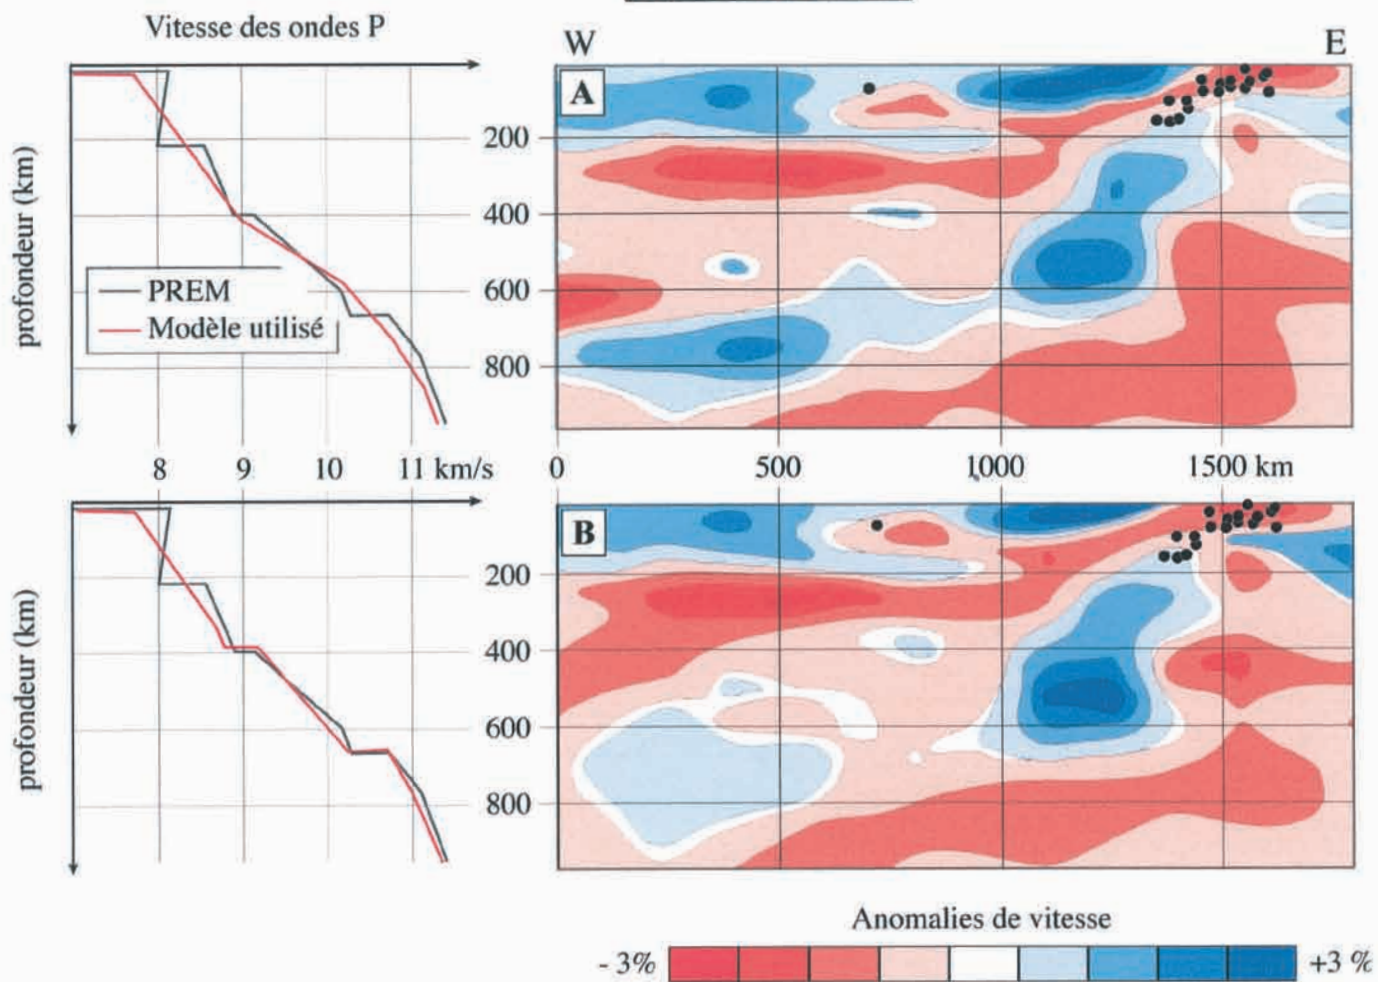 Vitesse des ondes P
W E
A
200
400
600
800
profondeur (km)
PREM
Modèle utilisé
8 9 10 11 km/s
0 500 1000 1500 km
B
200
400
600
800
profondeur (km)
Anomalies de vitesse
- 3% +3 %